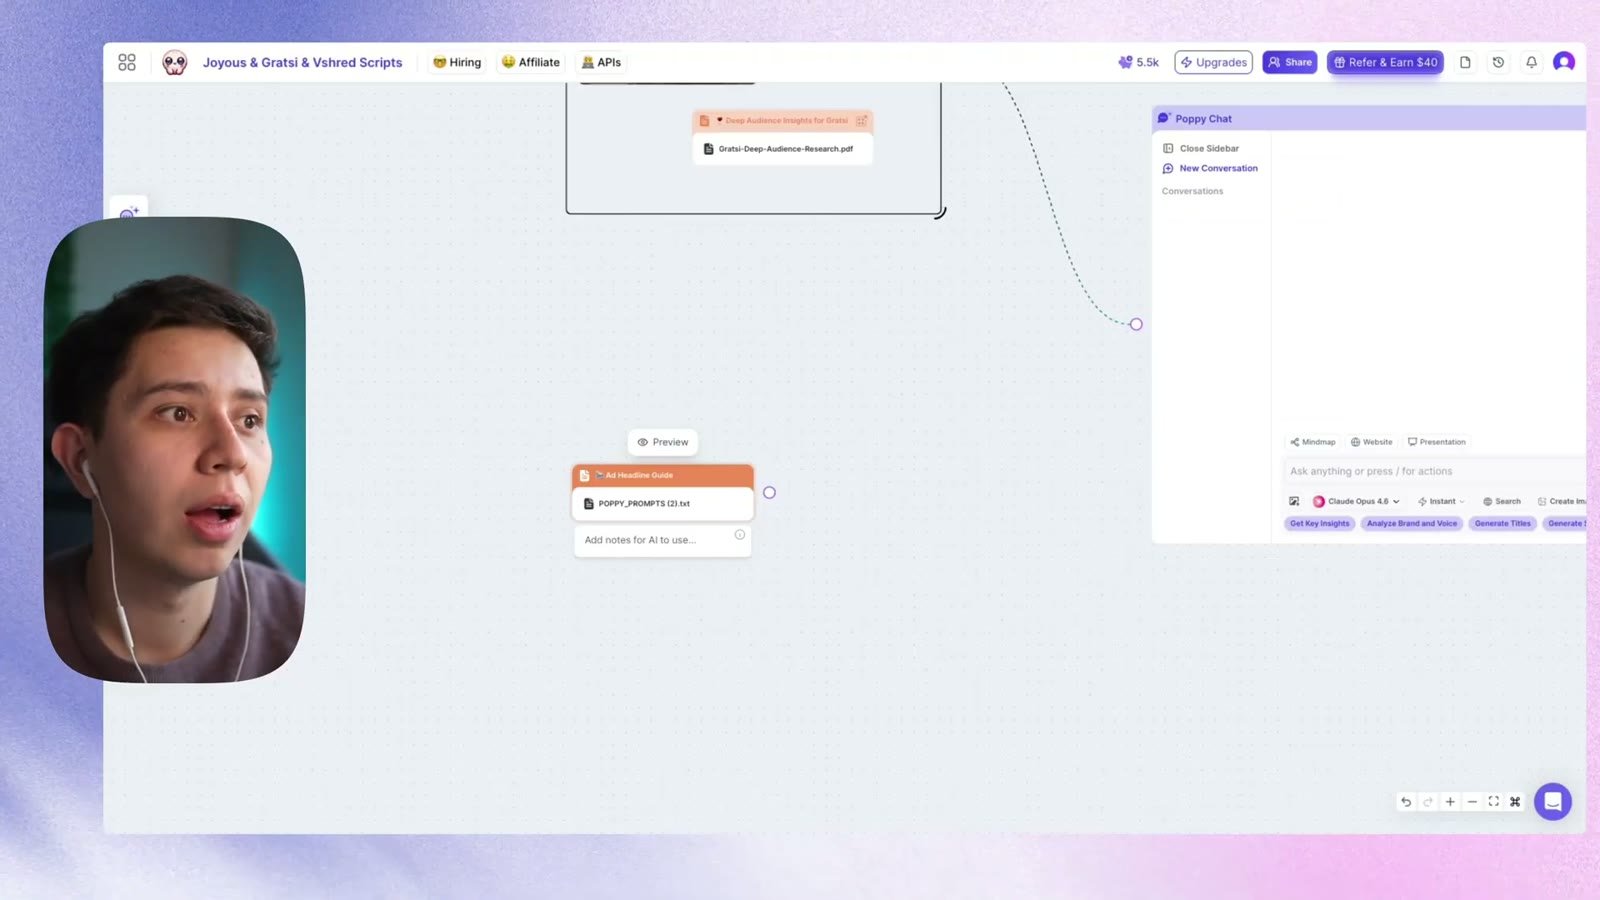 Joyous & Gratsi & Vshred Scripts
Hiring
Affiliate
APIs
5.5k
Upgrades
Share
Refer & Earn $40
Deep Audience Insights for Gratsi
Gratsi-Deep-Audience-Research.pdf
Poppy Chat
Close Sidebar
New Conversation
Conversations
Preview
Ad Headline Guide
POPPY_PROMPTS (2).txt
Add notes for AI to use...
Mindmap
Website
Presentation
Ask anything or press / for actions
Claude Opus 4.6
Instant
Search
Create Im
Get Key Insights
Analyze Brand and Voice
Generate Titles
Generate